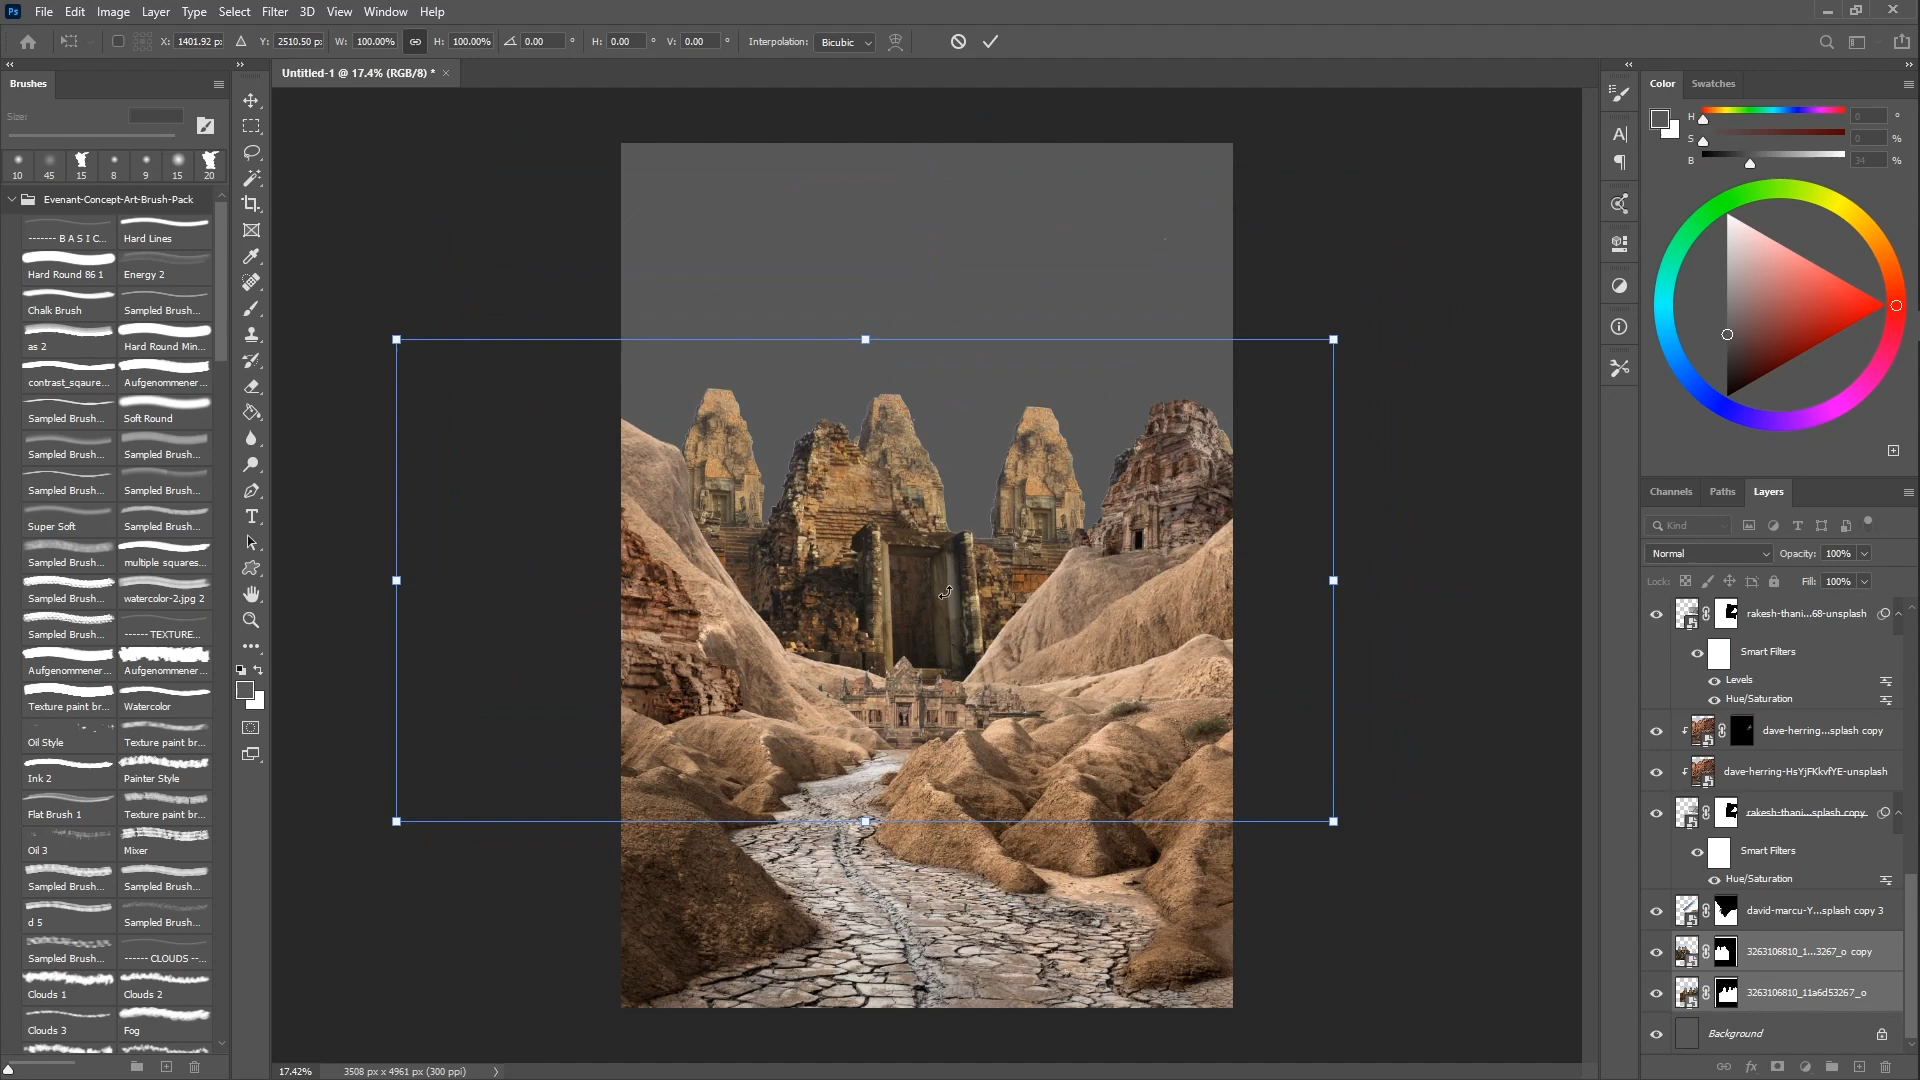 Ps File Edit Image Layer Type Select Filter 3D View Window Help
X: 1401.92 p: Y: 2510.50 p: W: 100.00% H: 100.00% 0.00 ° H: 0.00 ° V: 0.00 ° Interpolation: Bicubic
Brushes
Untitled-1 @ 17.4% (RGB/8) * ×
Size:
10 45 15 8 9 15 20
Evenant-Concept-Art-Brush-Pack
------- B A S I C... Hard Lines
Hard Round 86 1 Energy 2
Chalk Brush Sampled Brush...
as 2 Hard Round Min...
contrast_sqaure... Aufgenommener...
Sampled Brush... Soft Round
Sampled Brush... Sampled Brush...
Sampled Brush... Sampled Brush...
Super Soft Sampled Brush...
Sampled Brush... multiple squares...
Sampled Brush... watercolor-2.jpg 2
Sampled Brush... ------ TEXTURE...
Aufgenommener... Aufgenommener...
Texture paint br... Watercolor
Oil Style Texture paint br...
Ink 2 Painter Style
Flat Brush 1 Texture paint br...
Oil 3 Mixer
Sampled Brush... Sampled Brush...
d 5 Sampled Brush...
Sampled Brush... ------ CLOUDS --...
Clouds 1 Clouds 2
Clouds 3 Fog
17.42% 3508 px x 4961 px (300 ppi)
Color Swatches
H 0 °
S 0 %
B 34 %
Channels Paths Layers
Kind
Normal Opacity: 100%
Lock: Fill: 100%
rakesh-thani...68-unsplash
Smart Filters
Levels
Hue/Saturation
dave-herring...splash copy
dave-herring-HsYjFKkvfYE-unsplash
rakesh-thani...splash copy
Smart Filters
Hue/Saturation
david-marcu-Y...splash copy 3
3263106810_1...3267_o copy
3263106810_11a6d53267_o
Background